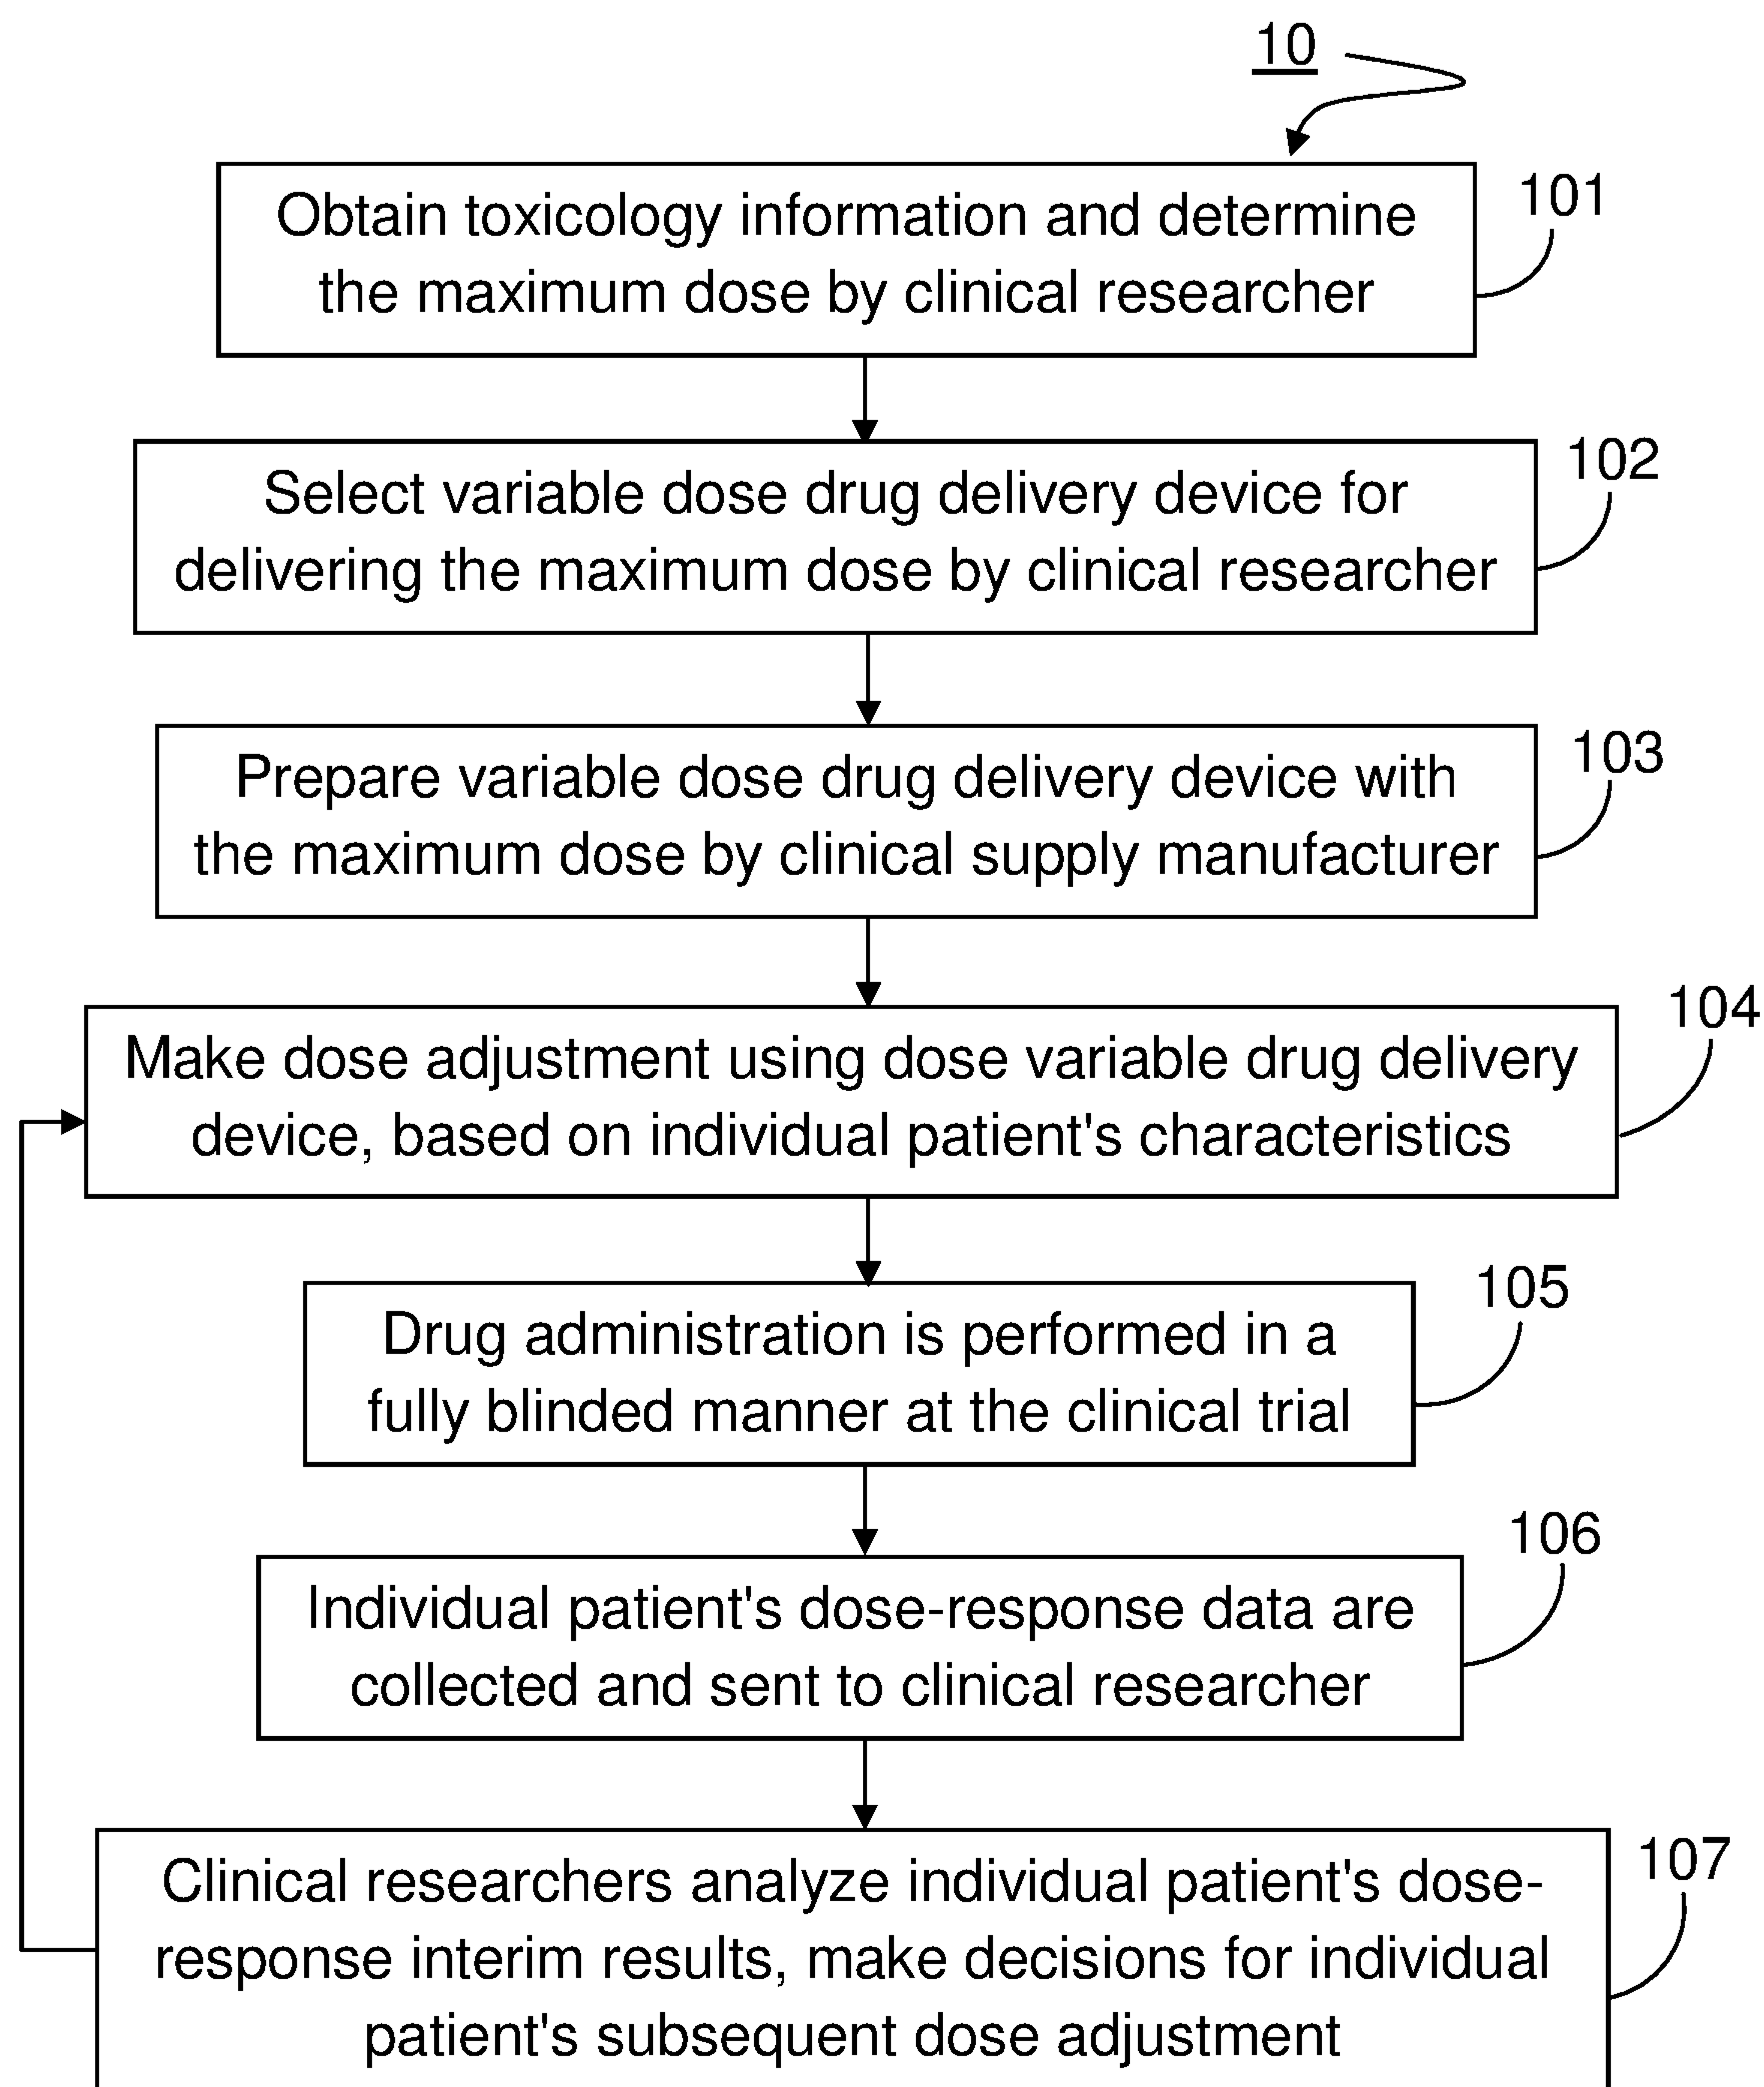 10
Obtain toxicology information and determine
the maximum dose by clinical researcher
101
Select variable dose drug delivery device for
delivering the maximum dose by clinical researcher
102
Prepare variable dose drug delivery device with
the maximum dose by clinical supply manufacturer
103
Make dose adjustment using dose variable drug delivery
device, based on individual patient's characteristics
104
Drug administration is performed in a
fully blinded manner at the clinical trial
105
Individual patient's dose-response data are
collected and sent to clinical researcher
106
Clinical researchers analyze individual patient's dose-
response interim results, make decisions for individual
patient's subsequent dose adjustment
107